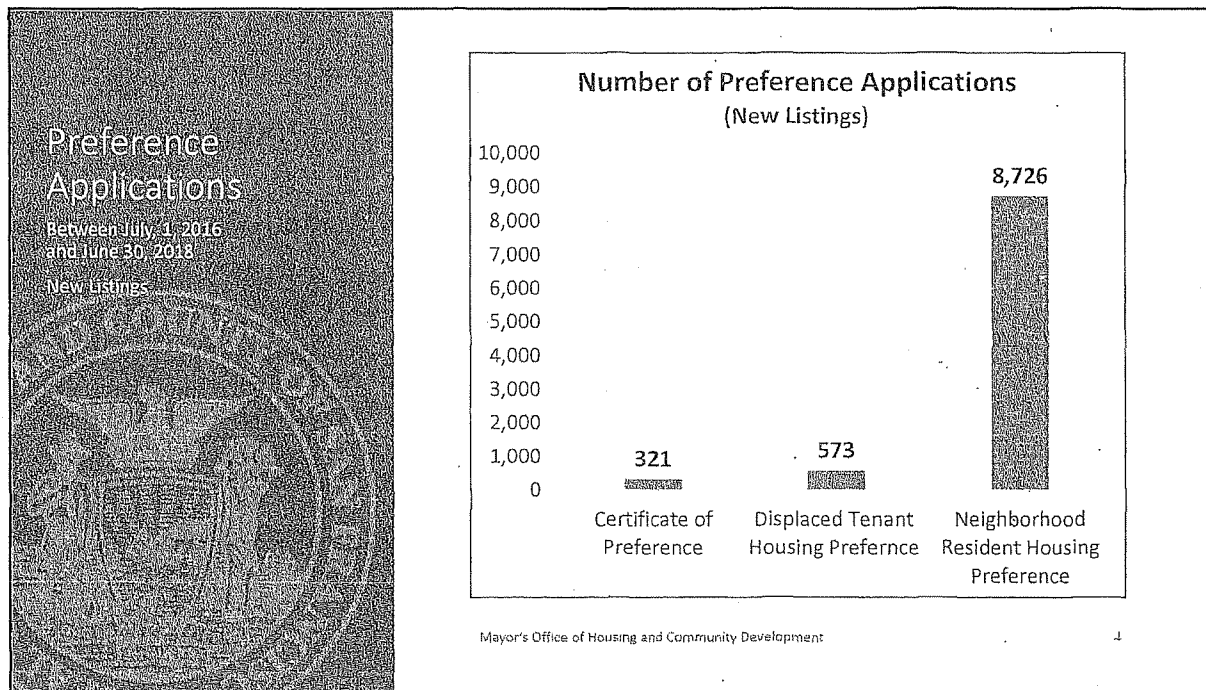 Preference
Applications
Between July 1, 2016
and June 30, 2018
New Listings
Number of Preference Applications
(New Listings)
10,000
9,000
8,000
7,000
6,000
5,000
4,000
3,000
2,000
1,000
0
321
573
8,726
Certificate of
Preference
Displaced Tenant
Housing Prefernce
Neighborhood
Resident Housing
Preference
Mayor's Office of Housing and Community Development
4